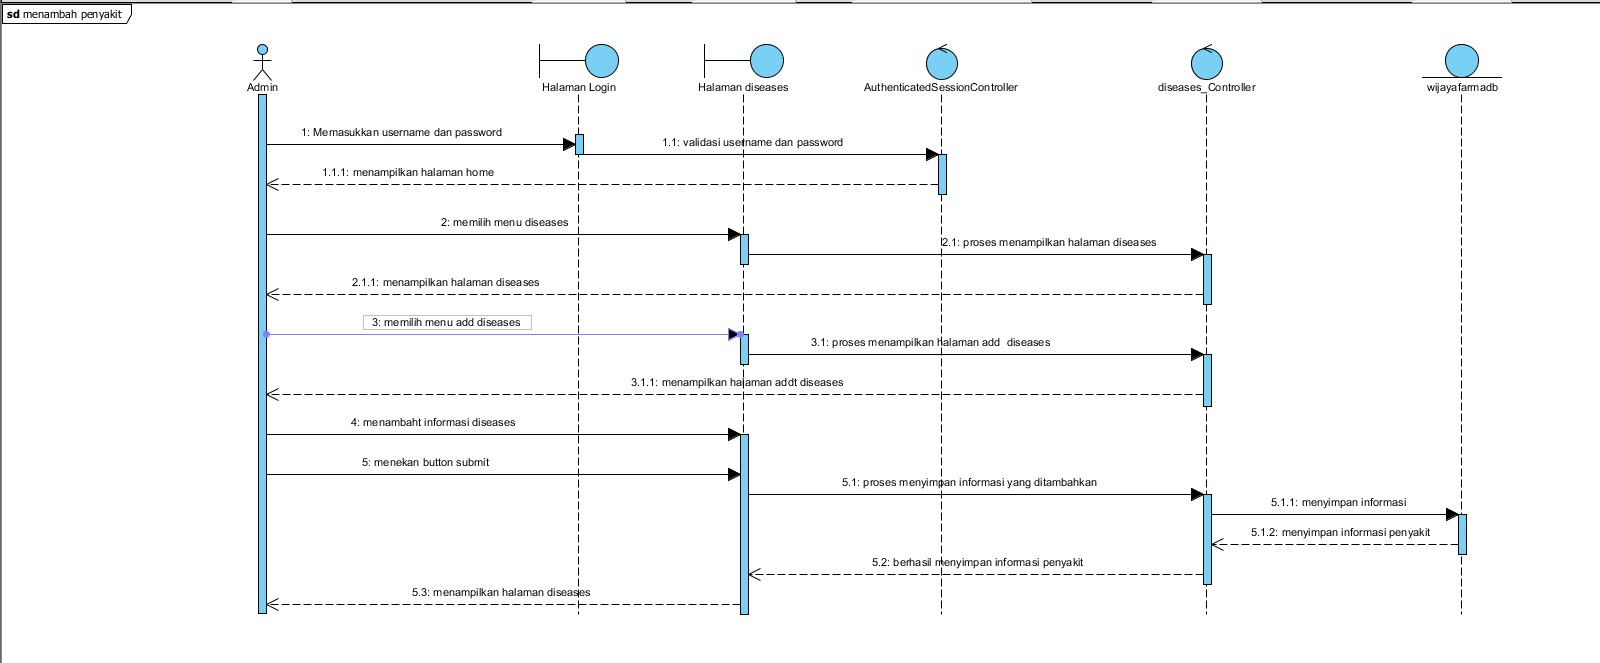 sd menambah penyakit
Admin
Halaman Login
Halaman diseases
AuthenticatedSessionController
diseases_Controller
wijayafarmadb
1: Memasukkan username dan password
1.1: validasi username dan password
1.1.1: menampilkan halaman home
2: memilih menu diseases
2.1: proses menampilkan halaman diseases
2.1.1: menampilkan halaman diseases
3: memilih menu add diseases
3.1: proses menampilkan halaman add  diseases
3.1.1: menampilkan halaman addt diseases
4: menambaht informasi diseases
5: menekan button submit
5.1: proses menyimpan informasi yang ditambahkan
5.1.1: menyimpan informasi
5.1.2: menyimpan informasi penyakit
5.2: berhasil menyimpan informasi penyakit
5.3: menampilkan halaman diseases